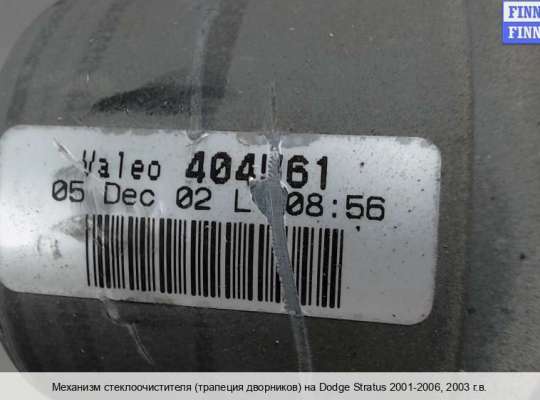 FINN
FINN
Valeo
05 Dec 02 08:56
Механизм стеклоочистителя (трапеция дворников) на Dodge Stratus 2001-2006, 2003 г.в.